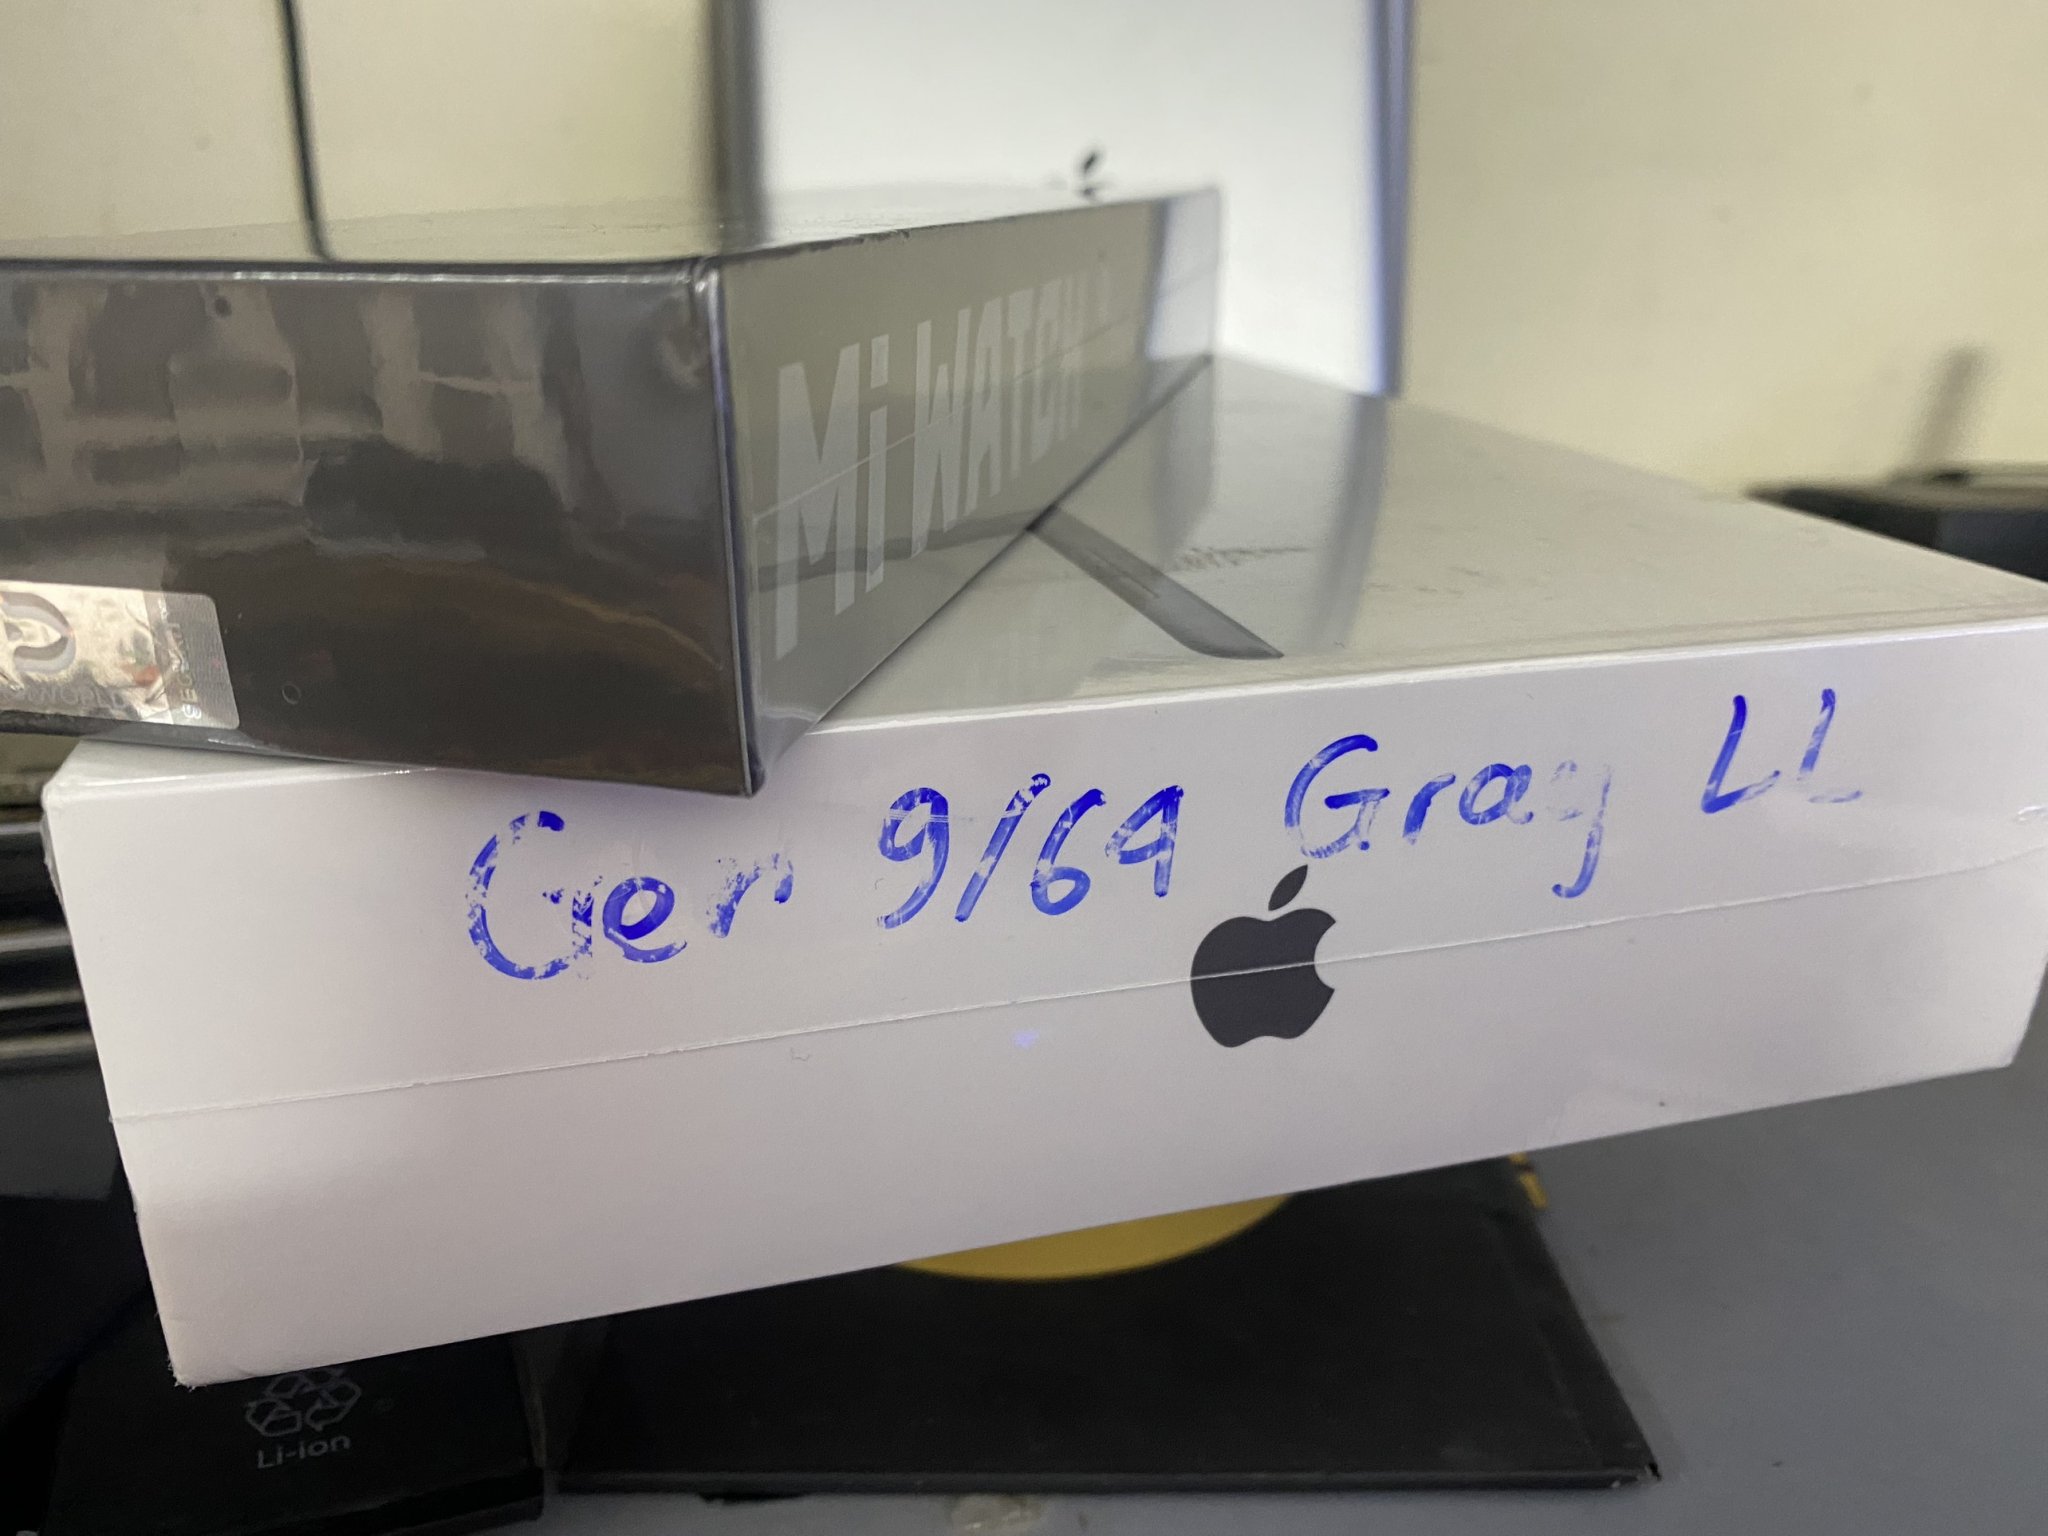 Mi WATCH
Gen 9/64 Gray LL
Li-ion